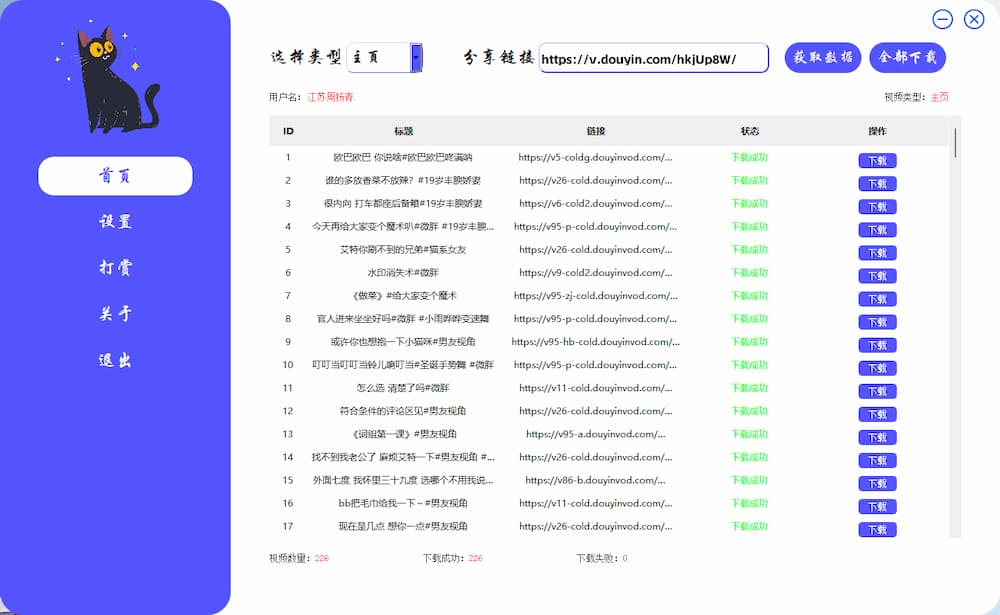 选择类型 主页 分享链接 https://v.douyin.com/hkjUp8W/ 获取数据 全部下载
用户名: 江苏周扬青 视频类型: 主页
首页
设置
打赏
关于
退出
ID 标题 链接 状态 操作
1 欧巴欧巴 你说啥#欧巴欧巴咚满呐 https://v5-coldg.douyinvod.com/... 下载成功 下载
2 谁的多放香菜不放辣? #19岁丰腴娇妻 https://v26-cold.douyinvod.com/... 下载成功 下载
3 很内向 打车都座后备箱#19岁丰腴娇妻 https://v6-cold2.douyinvod.com/... 下载成功 下载
4 今天再给大家变个魔术叭#微胖 #19岁丰腴... https://v95-p-cold.douyinvod.com/... 下载成功 下载
5 艾特你刷不到的兄弟#猫系女友 https://v26-cold.douyinvod.com/... 下载成功 下载
6 水印消失术#微胖 https://v9-cold2.douyinvod.com/... 下载成功 下载
7 《做菜》#给大家变个魔术 https://v95-zj-cold.douyinvod.com/... 下载成功 下载
8 官人进来坐坐好吗#微胖 #小雨哗哗变速舞 https://v95-p-cold.douyinvod.com/... 下载成功 下载
9 或许你也想抱一下小猫咪#男友视角 https://v95-hb-cold.douyinvod.com/... 下载成功 下载
10 叮叮当叮叮当铃儿响叮当#圣诞手势舞 #微胖 https://v95-p-cold.douyinvod.com/... 下载成功 下载
11 怎么选 清楚了吗#微胖 https://v11-cold.douyinvod.com/... 下载成功 下载
12 符合条件的评论区见#男友视角 https://v26-cold.douyinvod.com/... 下载成功 下载
13 《词组第一课》#男友视角 https://v95-a.douyinvod.com/... 下载成功 下载
14 找不到我老公了 麻烦艾特一下#男友视角 #... https://v26-cold.douyinvod.com/... 下载成功 下载
15 外面七度 我怀里三十九度 选哪个不用我说... https://v86-b.douyinvod.com/... 下载成功 下载
16 bb把毛巾给我一下~#男友视角 https://v11-cold.douyinvod.com/... 下载成功 下载
17 现在是几点 想你一点#男友视角 https://v26-cold.douyinvod.com/... 下载成功 下载
视频数量: 226 下载成功: 226 下载失败: 0